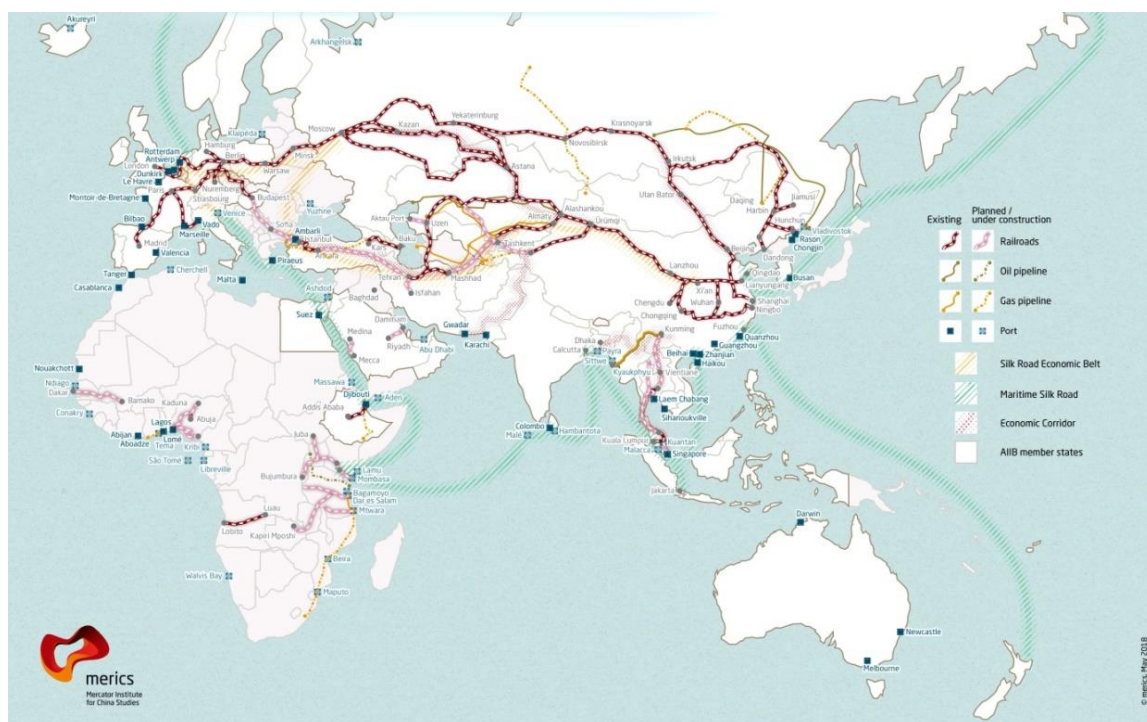 Akureyri
Arkhangelsk
Klaipėda
Yekaterinburg
Krasnoyarsk
Moscow
Kazan
Novosibirsk
Rotterdam
Hamburg
Antwerp
Berlin
Minsk
Irkutsk
London
Warsaw
Astana
Dunkirk
Le Havre
Paris
Nuremberg
Strasbourg
Budapest
Ulan Bator
Jiamusi
Daqing
Harbin
Montoir-de-Bretagne
Venice
Yuzhne
Aktau Port
Uzen
Almaty
Alashankou
Ürümqi
Hunchun
Vladivostok
Bilbao
Vado
Marseille
Sofia
Ambarlı
Istanbul
Kars
Baku
Tashkent
Rason
Chongjin
Madrid
Ankara
Beijing
Dandong
Valencia
Piraeus
Tehran
Mashhad
Lanzhou
Qingdao
Busan
Tanger
Cherchell
Malta
Casablanca
Ashdod
Baghdad
Isfahan
Xi'an
Lianyungang
Chengdu
Wuhan
Shanghai
Chongqing
Ningbo
Suez
Dammam
Gwadar
Karachi
Medina
Riyadh
Abu Dhabi
Mecca
Dhaka
Calcutta
Payra
Sittwe
Kyaukphyu
Kunming
Fuzhou
Quanzhou
Guangzhou
Beihai
Zhanjian
Haikou
Vientiane
Nouakchott
Ndiago
Dakar
Massawa
Aden
Djibouti
Addis Ababa
Laem Chabang
Sihanoukville
Bamako
Kaduna
Abuja
Conakry
Lagos
Lomé
Abijan
Tema
Aboadze
Kribi
São Tomé
Libreville
Juba
Colombo
Hambantota
Malé
Kuala Lumpur
Kuantan
Malacca
Singapore
Jakarta
Bujumbura
Lamu
Mombasa
Bagamoyo
Dar es Salam
Mtwara
Luau
Lobito
Kapiri Mposhi
Beira
Walvis Bay
Maputo
Darwin
Newcastle
Melbourne
Existing
Planned /
under construction
Railroads
Oil pipeline
Gas pipeline
Port
Silk Road Economic Belt
Maritime Silk Road
Economic Corridor
AIIB member states
merics
Mercator Institute
for China Studies
© merics, May 2018